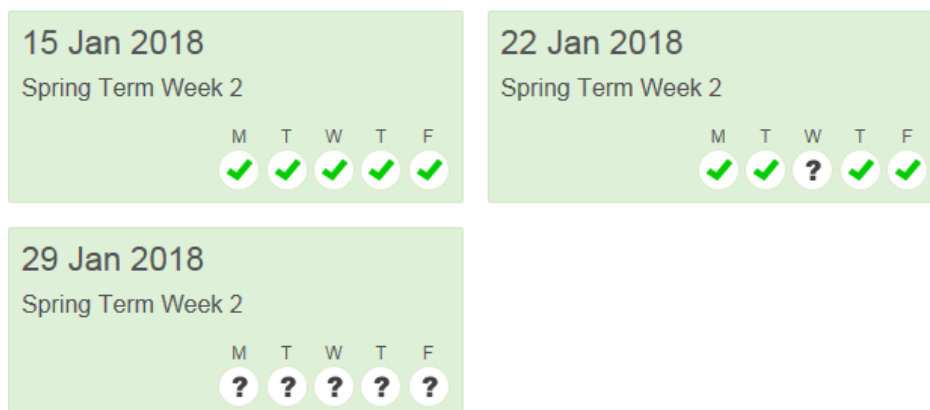 15 Jan 2018
Spring Term Week 2
M T W T F
22 Jan 2018
Spring Term Week 2
M T W T F
?
29 Jan 2018
Spring Term Week 2
M T W T F
? ? ? ? ?